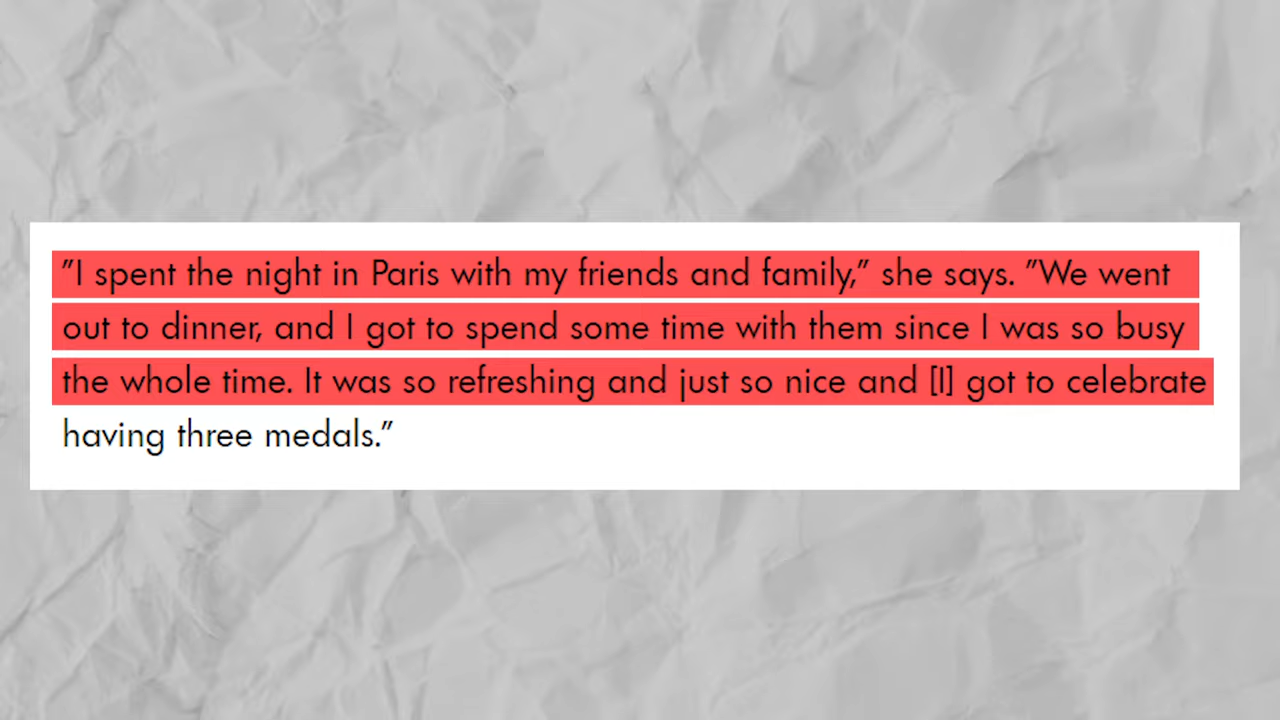 "I spent the night in Paris with my friends and family," she says. "We went
out to dinner, and I got to spend some time with them since I was so busy
the whole time. It was so refreshing and just so nice and [I] got to celebrate
having three medals."